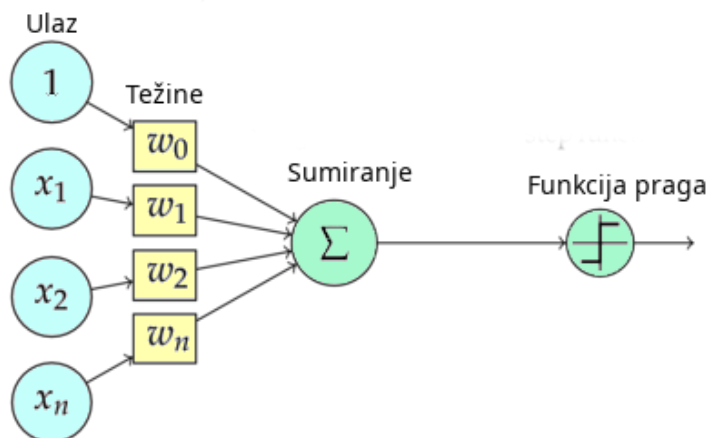 Ulaz
1
Težine
w₀
Sumiranje
Funkcija praga
x₁
w₁
Σ
x₂
w₂
wₙ
xₙ